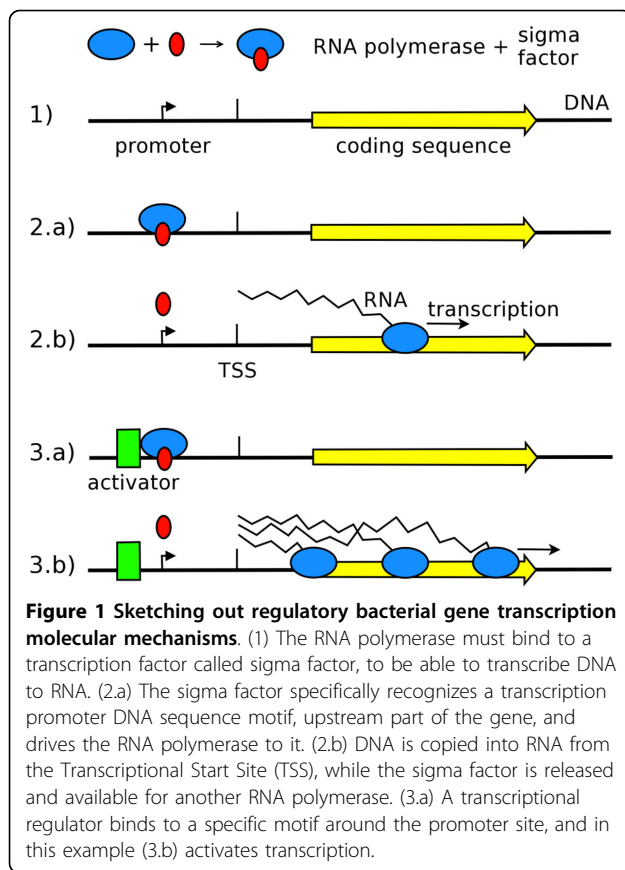 + → RNA polymerase + sigma factor
1) DNA
promoter coding sequence
2.a)
2.b) RNA transcription
TSS
3.a)
activator
3.b)
Figure 1 Sketching out regulatory bacterial gene transcription
molecular mechanisms. (1) The RNA polymerase must bind to a
transcription factor called sigma factor, to be able to transcribe DNA
to RNA. (2.a) The sigma factor specifically recognizes a transcription
promoter DNA sequence motif, upstream part of the gene, and
drives the RNA polymerase to it. (2.b) DNA is copied into RNA from
the Transcriptional Start Site (TSS), while the sigma factor is released
and available for another RNA polymerase. (3.a) A transcriptional
regulator binds to a specific motif around the promoter site, and in
this example (3.b) activates transcription.